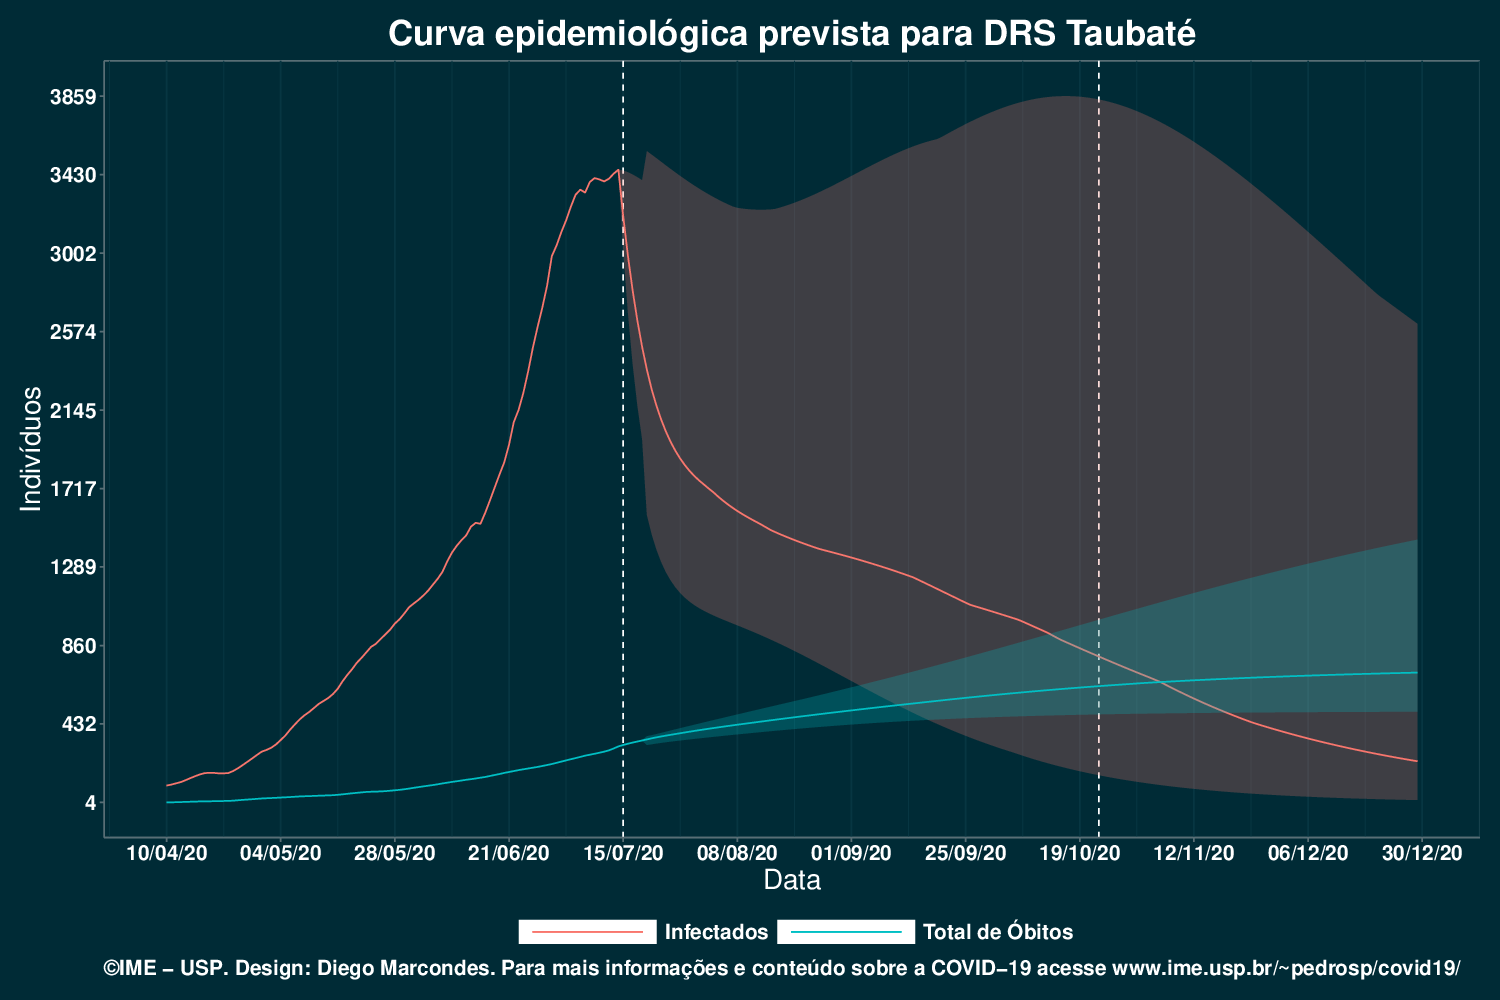 Curva epidemiológica prevista para DRS Taubaté
3859
3430
3002
2574
2145
1717
1289
860
432
4
Indivíduos
10/04/20 04/05/20 28/05/20 21/06/20 15/07/20 08/08/20 01/09/20 25/09/20 19/10/20 12/11/20 06/12/20 30/12/20
Data
Infectados Total de Óbitos
©IME − USP. Design: Diego Marcondes. Para mais informações e conteúdo sobre a COVID−19 acesse www.ime.usp.br/~pedrosp/covid19/